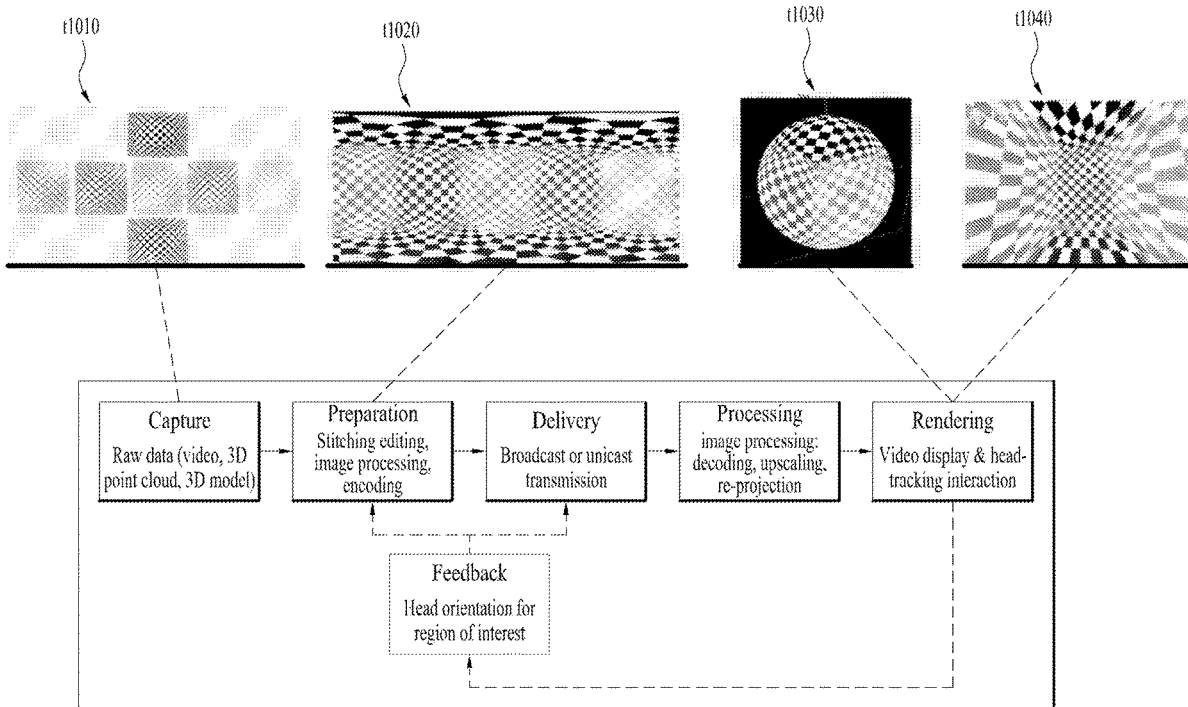 t1010
t1020
t1030
t1040
Capture
Raw data (video, 3D
point cloud, 3D model)
Preparation
Stitching editing,
image processing,
encoding
Delivery
Broadcast or unicast
transmission
Processing
image processing:
decoding, upscaling,
re-projection
Rendering
Video display & head-
tracking interaction
Feedback
Head orientation for
region of interest